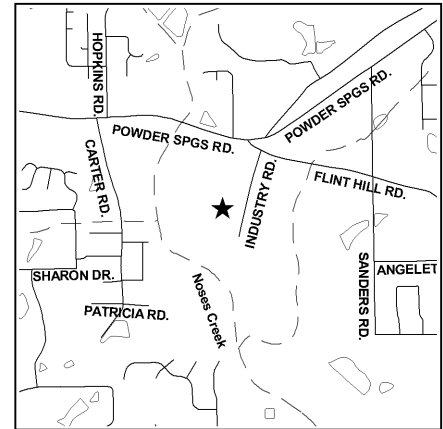 HOPKINS RD.
POWDER SPGS RD.
POWDER SPGS RD.
CARTER RD.
INDUSTRY RD.
FLINT HILL RD.
SHARON DR.
PATRICIA RD.
Noses Creek
SANDERS RD.
ANGELET